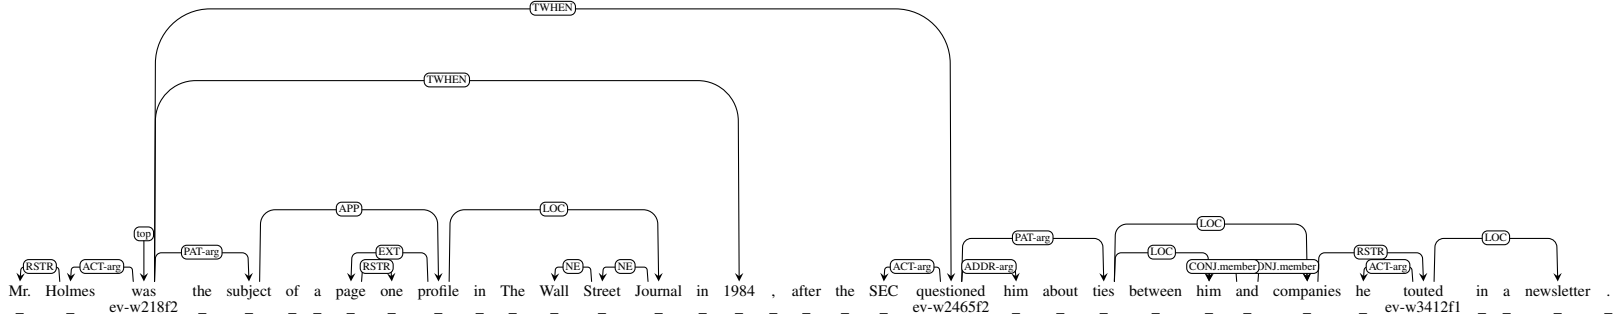 TWHEN
TWHEN
APP LOC LOC
top PAT-arg PAT-arg
EXT LOC RSTR LOC
RSTR ACT-arg RSTR NE NE ACT-arg ADDR-arg CONJ.member CONJ.member ACT-arg
Mr. Holmes was the subject of a page one profile in The Wall Street Journal in 1984 , after the SEC questioned him about ties between him and companies he touted in a newsletter .
_ _ ev-w218f2 _ _ _ _ _ _ _ _ _ _ _ _ _ _ _ _ _ _ ev-w2465f2 _ _ _ _ _ _ _ _ ev-w3412f1 _ _ _ _